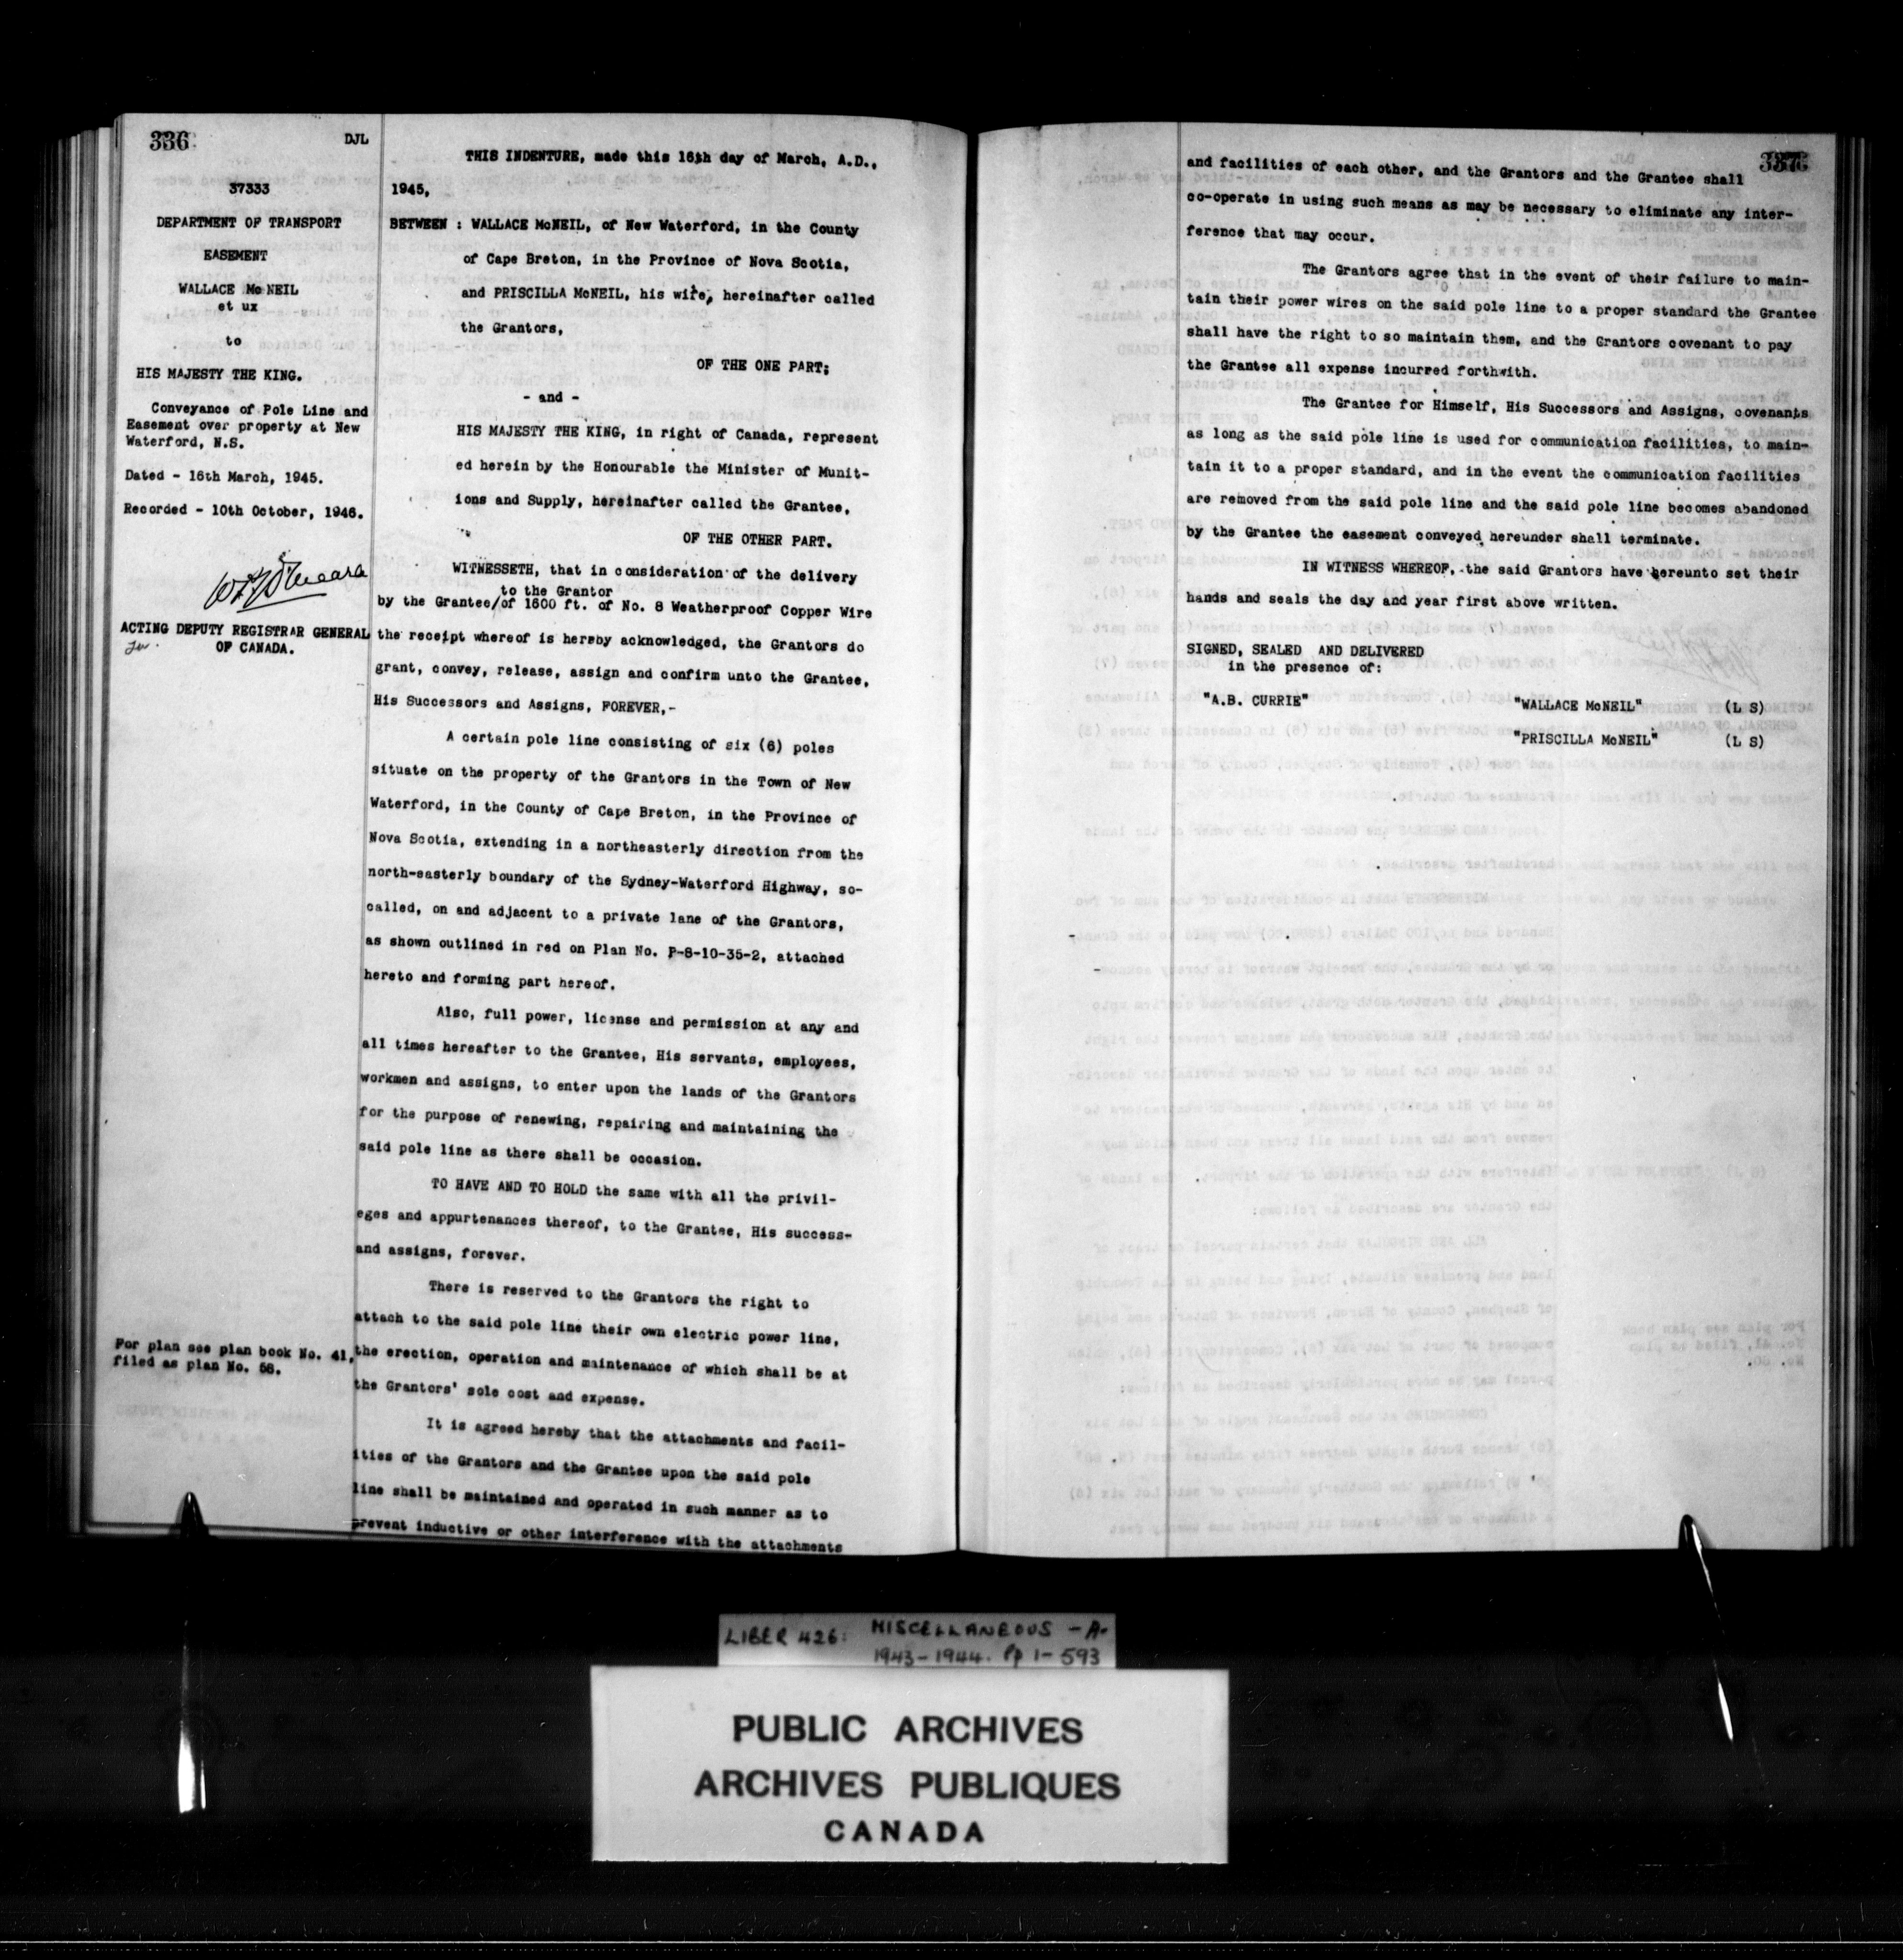 336
DJL
37333
DEPARTMENT OF TRANSPORT
EASEMENT
WALLACE McNEIL
et ux
to
HIS MAJESTY THE KING.
Conveyance of Pole Line and
Easement over property at New
Waterford, N.S.
Dated - 16th March, 1945.
Recorded - 10th October, 1946.
ACTING DEPUTY REGISTRAR GENERAL
OF CANADA.
For plan see plan book No. 41,
filed as plan No. 58.
THIS INDENTURE, made this 16th day of March, A.D.,
1945,
BETWEEN : WALLACE McNEIL, of New Waterford, in the County
of Cape Breton, in the Province of Nova Scotia,
and PRISCILLA McNEIL, his wife, hereinafter called
the Grantors,
OF THE ONE PART;
- and -
HIS MAJESTY THE KING, in right of Canada, represent
ed herein by the Honourable the Minister of Munit-
ions and Supply, hereinafter called the Grantee,
OF THE OTHER PART.
WITNESSETH, that in consideration of the delivery
to the Grantor
by the Grantee/of 1600 ft. of No. 8 Weatherproof Copper Wire
the receipt whereof is hereby acknowledged, the Grantors do
grant, convey, release, assign and confirm unto the Grantee,
His Successors and Assigns, FOREVER,-
A certain pole line consisting of six (6) poles
situate on the property of the Grantors in the Town of New
Waterford, in the County of Cape Breton, in the Province of
Nova Scotia, extending in a northeasterly direction from the
north-easterly boundary of the Sydney-Waterford Highway, so-
called, on and adjacent to a private lane of the Grantors,
as shown outlined in red on Plan No. P-8-10-35-2, attached
hereto and forming part hereof.
Also, full power, license and permission at any and
all times hereafter to the Grantee, His servants, employees,
workmen and assigns, to enter upon the lands of the Grantors
for the purpose of renewing, repairing and maintaining the
said pole line as there shall be occasion.
TO HAVE AND TO HOLD the same with all the privil-
eges and appurtenances thereof, to the Grantee, His success-
and assigns, forever.
There is reserved to the Grantors the right to
attach to the said pole line their own electric power line,
the erection, operation and maintenance of which shall be at
the Grantors' sole cost and expense.
It is agreed hereby that the attachments and facil-
ities of the Grantors and the Grantee upon the said pole
line shall be maintained and operated in such manner as to
prevent inductive or other interference with the attachments
337
and facilities of each other, and the Grantors and the Grantee shall
co-operate in using such means as may be necessary to eliminate any inter-
ference that may occur.
The Grantors agree that in the event of their failure to main-
tain their power wires on the said pole line to a proper standard the Grantee
shall have the right to so maintain them, and the Grantors covenant to pay
the Grantee all expense incurred forthwith.
The Grantee for Himself, His Successors and Assigns, covenants
as long as the said pole line is used for communication facilities, to main-
tain it to a proper standard, and in the event the communication facilities
are removed from the said pole line and the said pole line becomes abandoned
by the Grantee the easement conveyed hereunder shall terminate.
IN WITNESS WHEREOF, the said Grantors have hereunto set their
hands and seals the day and year first above written.
SIGNED, SEALED AND DELIVERED
in the presence of:
"A.B. CURRIE"
"WALLACE McNEIL" (L S)
"PRISCILLA McNEIL" (L S)
LIBER 426: MISCELLANEOUS -A-
1943-1944. Pp 1-593
PUBLIC ARCHIVES
ARCHIVES PUBLIQUES
CANADA